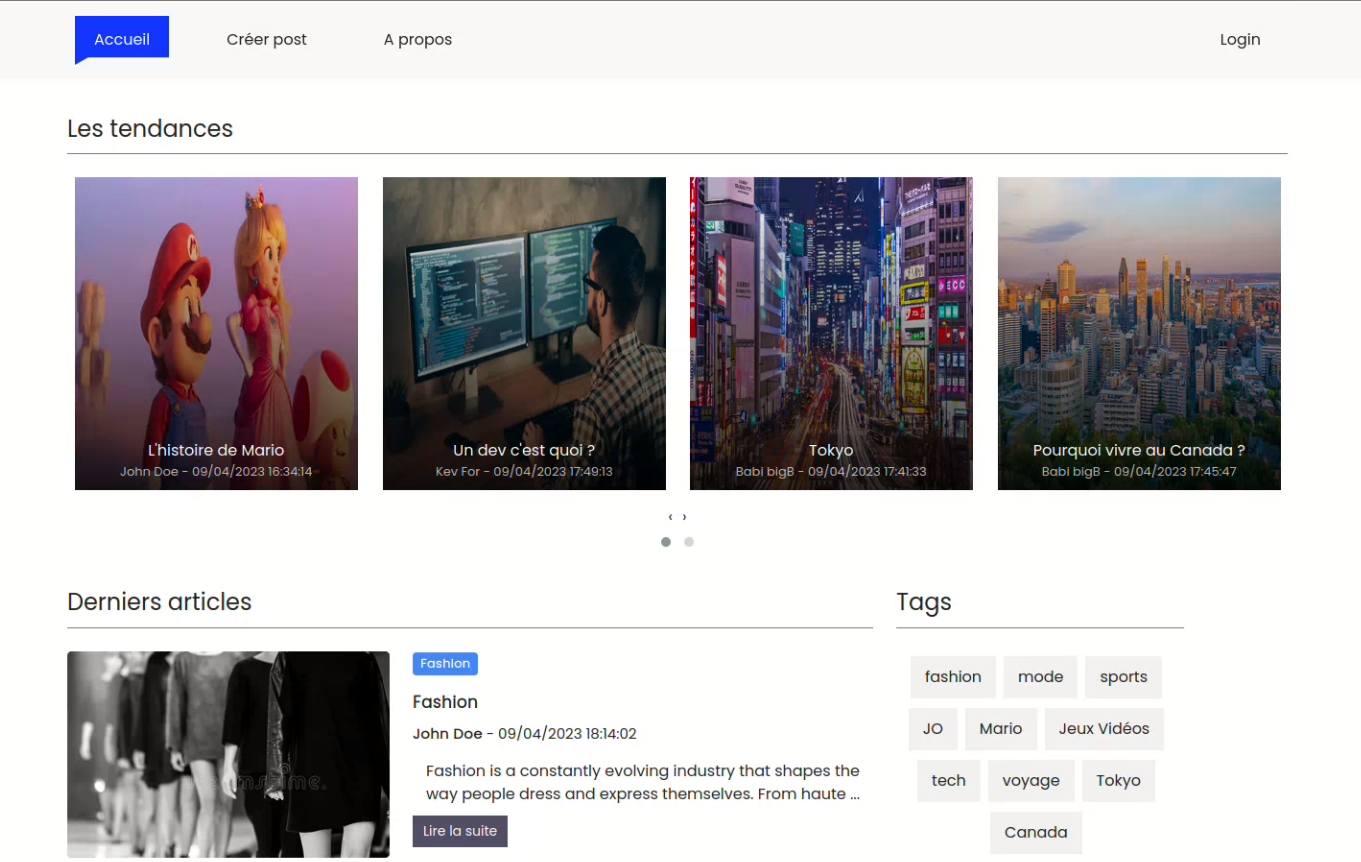 Accueil
Créer post
A propos
Login
Les tendances
L'histoire de Mario
John Doe - 09/04/2023 16:34:14
Un dev c'est quoi ?
Kev For - 09/04/2023 17:49:13
Tokyo
Babi bigB - 09/04/2023 17:41:33
Pourquoi vivre au Canada ?
Babi bigB - 09/04/2023 17:45:47
‹ ›
Derniers articles
Fashion
Fashion
John Doe - 09/04/2023 18:14:02
Fashion is a constantly evolving industry that shapes the
way people dress and express themselves. From haute ...
Lire la suite
Tags
fashion mode sports
JO Mario Jeux Vidéos
tech voyage Tokyo
Canada